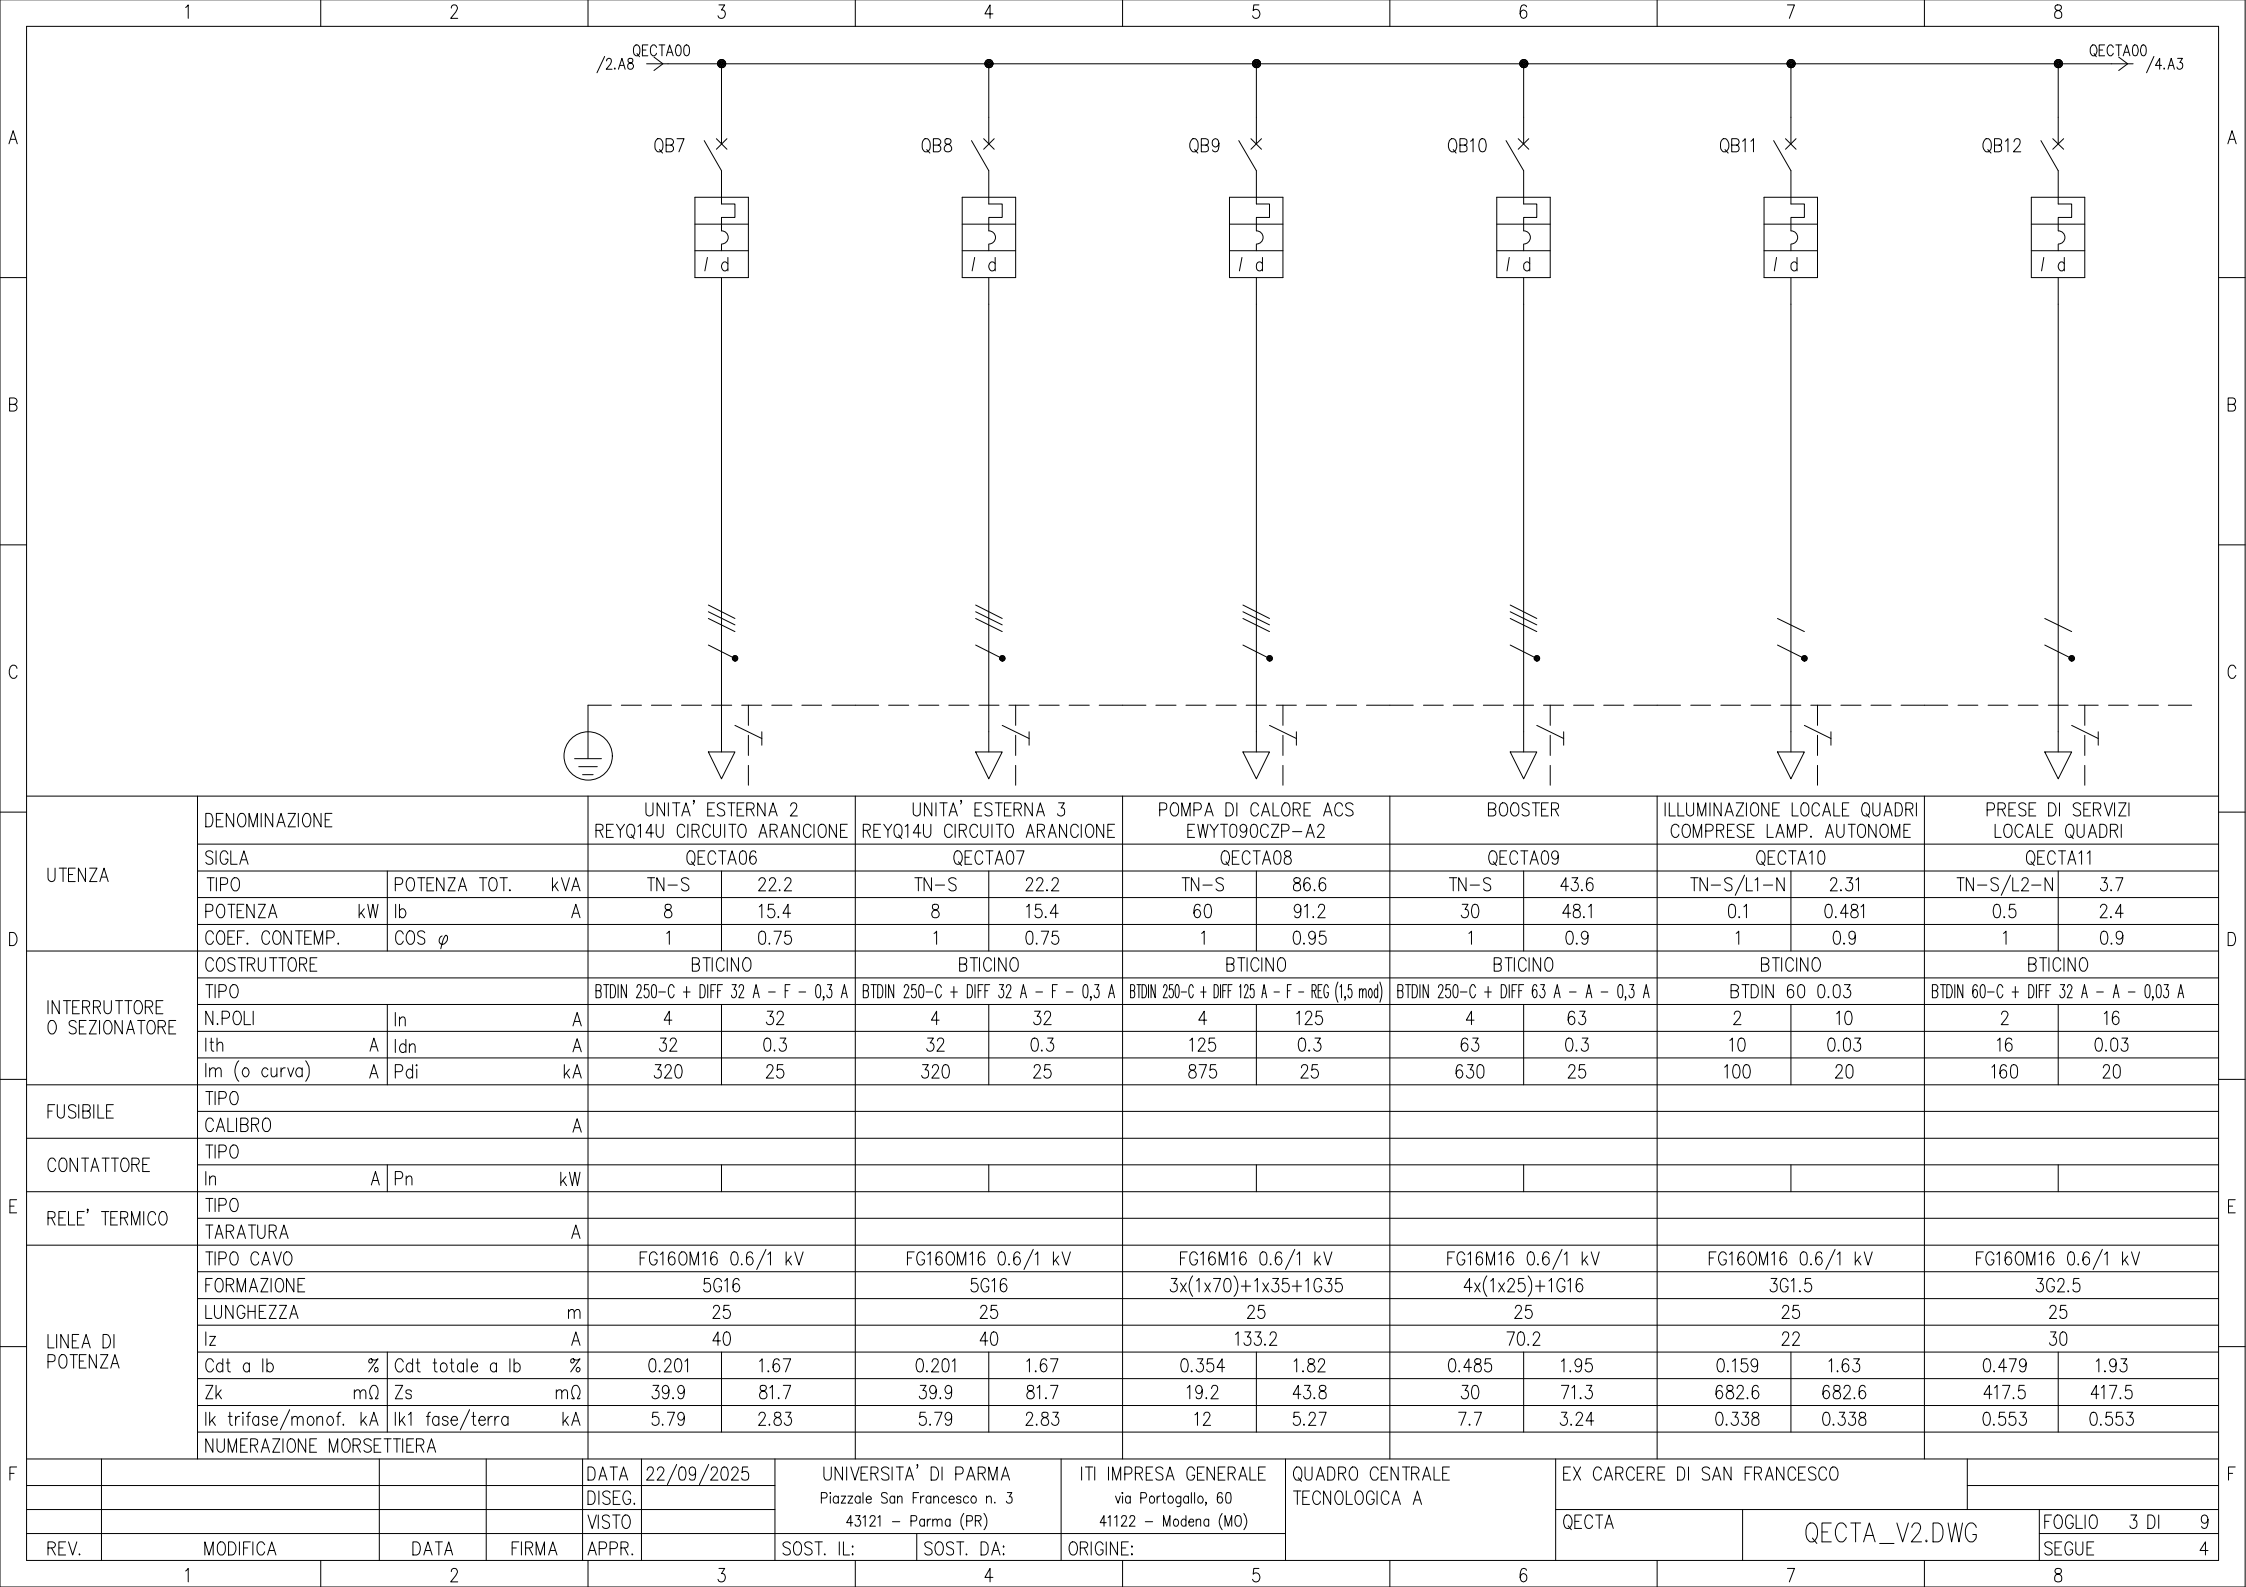 1 2 3 4 5 6 7 8
QECTA00 QECTA00
/2.A8 /4.A3
A QB7 QB8 QB9 QB10 QB11 QB12 A
I d I d I d I d I d I d
B B
C C
DENOMINAZIONE UNITA' ESTERNA 2 UNITA' ESTERNA 3 POMPA DI CALORE ACS BOOSTER ILLUMINAZIONE LOCALE QUADRI PRESE DI SERVIZI
REYQ14U CIRCUITO ARANCIONE REYQ14U CIRCUITO ARANCIONE EWYT090CZP-A2 COMPRESE LAMP. AUTONOME LOCALE QUADRI
UTENZA
SIGLA QECTA06 QECTA07 QECTA08 QECTA09 QECTA10 QECTA11
TIPO POTENZA TOT. kVA TN-S 22.2 TN-S 22.2 TN-S 86.6 TN-S 43.6 TN-S/L1-N 2.31 TN-S/L2-N 3.7
POTENZA kW Ib A 8 15.4 8 15.4 60 91.2 30 48.1 0.1 0.481 0.5 2.4
D COEF. CONTEMP. COS φ 1 0.75 1 0.75 1 0.95 1 0.9 1 0.9 1 0.9 D
INTERRUTTORE
O SEZIONATORE
COSTRUTTORE BTICINO BTICINO BTICINO BTICINO BTICINO BTICINO
TIPO BTDIN 250-C + DIFF 32 A - F - 0,3 A BTDIN 250-C + DIFF 32 A - F - 0,3 A BTDIN 250-C + DIFF 125 A - F - REG (1,5 mod) BTDIN 250-C + DIFF 63 A - A - 0,3 A BTDIN 60 0.03 BTDIN 60-C + DIFF 32 A - A - 0,03 A
N.POLI In A 4 32 4 32 4 125 4 63 2 10 2 16
Ith A Idn A 32 0.3 32 0.3 125 0.3 63 0.3 10 0.03 16 0.03
Im (o curva) A Pdi kA 320 25 320 25 875 25 630 25 100 20 160 20
FUSIBILE
TIPO
CALIBRO A
CONTATTORE
TIPO
In A Pn kW
E RELE' TERMICO E
TIPO
TARATURA A
LINEA DI
POTENZA
TIPO CAVO FG16OM16 0.6/1 kV FG16OM16 0.6/1 kV FG16M16 0.6/1 kV FG16M16 0.6/1 kV FG16OM16 0.6/1 kV FG16OM16 0.6/1 kV
FORMAZIONE 5G16 5G16 3x(1x70)+1x35+1G35 4x(1x25)+1G16 3G1.5 3G2.5
LUNGHEZZA m 25 25 25 25 25 25
Iz A 40 40 133.2 70.2 22 30
Cdt a Ib % Cdt totale a Ib % 0.201 1.67 0.201 1.67 0.354 1.82 0.485 1.95 0.159 1.63 0.479 1.93
Zk mΩ Zs mΩ 39.9 81.7 39.9 81.7 19.2 43.8 30 71.3 682.6 682.6 417.5 417.5
Ik trifase/monof. kA Ik1 fase/terra kA 5.79 2.83 5.79 2.83 12 5.27 7.7 3.24 0.338 0.338 0.553 0.553
NUMERAZIONE MORSETTIERA
F DATA 22/09/2025 UNIVERSITA' DI PARMA ITI IMPRESA GENERALE QUADRO CENTRALE EX CARCERE DI SAN FRANCESCO F
DISEG. Piazzale San Francesco n. 3 via Portogallo, 60 TECNOLOGICA A
VISTO 43121 - Parma (PR) 41122 - Modena (MO) QECTA QECTA_V2.DWG FOGLIO 3 DI 9
REV. MODIFICA DATA FIRMA APPR. SOST. IL: SOST. DA: ORIGINE: SEGUE 4
1 2 3 4 5 6 7 8